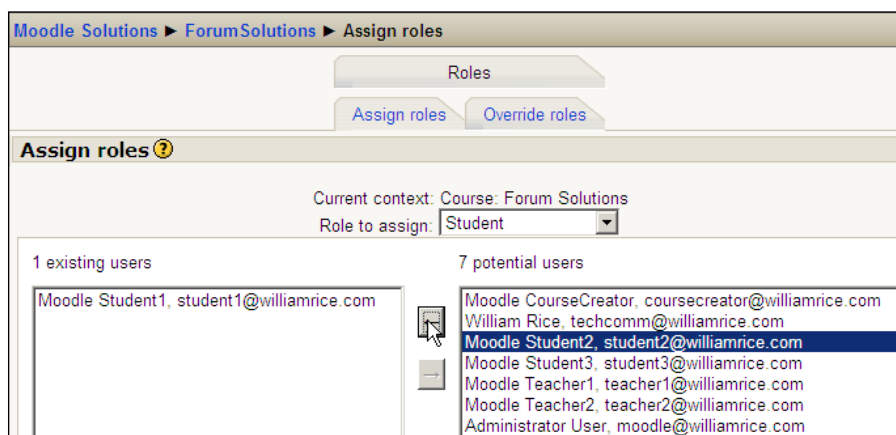 Moodle Solutions ► ForumSolutions ► Assign roles
Roles
Assign roles Override roles
Assign roles ?
Current context: Course: Forum Solutions
Role to assign: Student
1 existing users
7 potential users
Moodle Student1, student1@williamrice.com
Moodle CourseCreator, coursecreator@williamrice.com
William Rice, techcomm@williamrice.com
Moodle Student2, student2@williamrice.com
Moodle Student3, student3@williamrice.com
Moodle Teacher1, teacher1@williamrice.com
Moodle Teacher2, teacher2@williamrice.com
Administrator User, moodle@williamrice.com